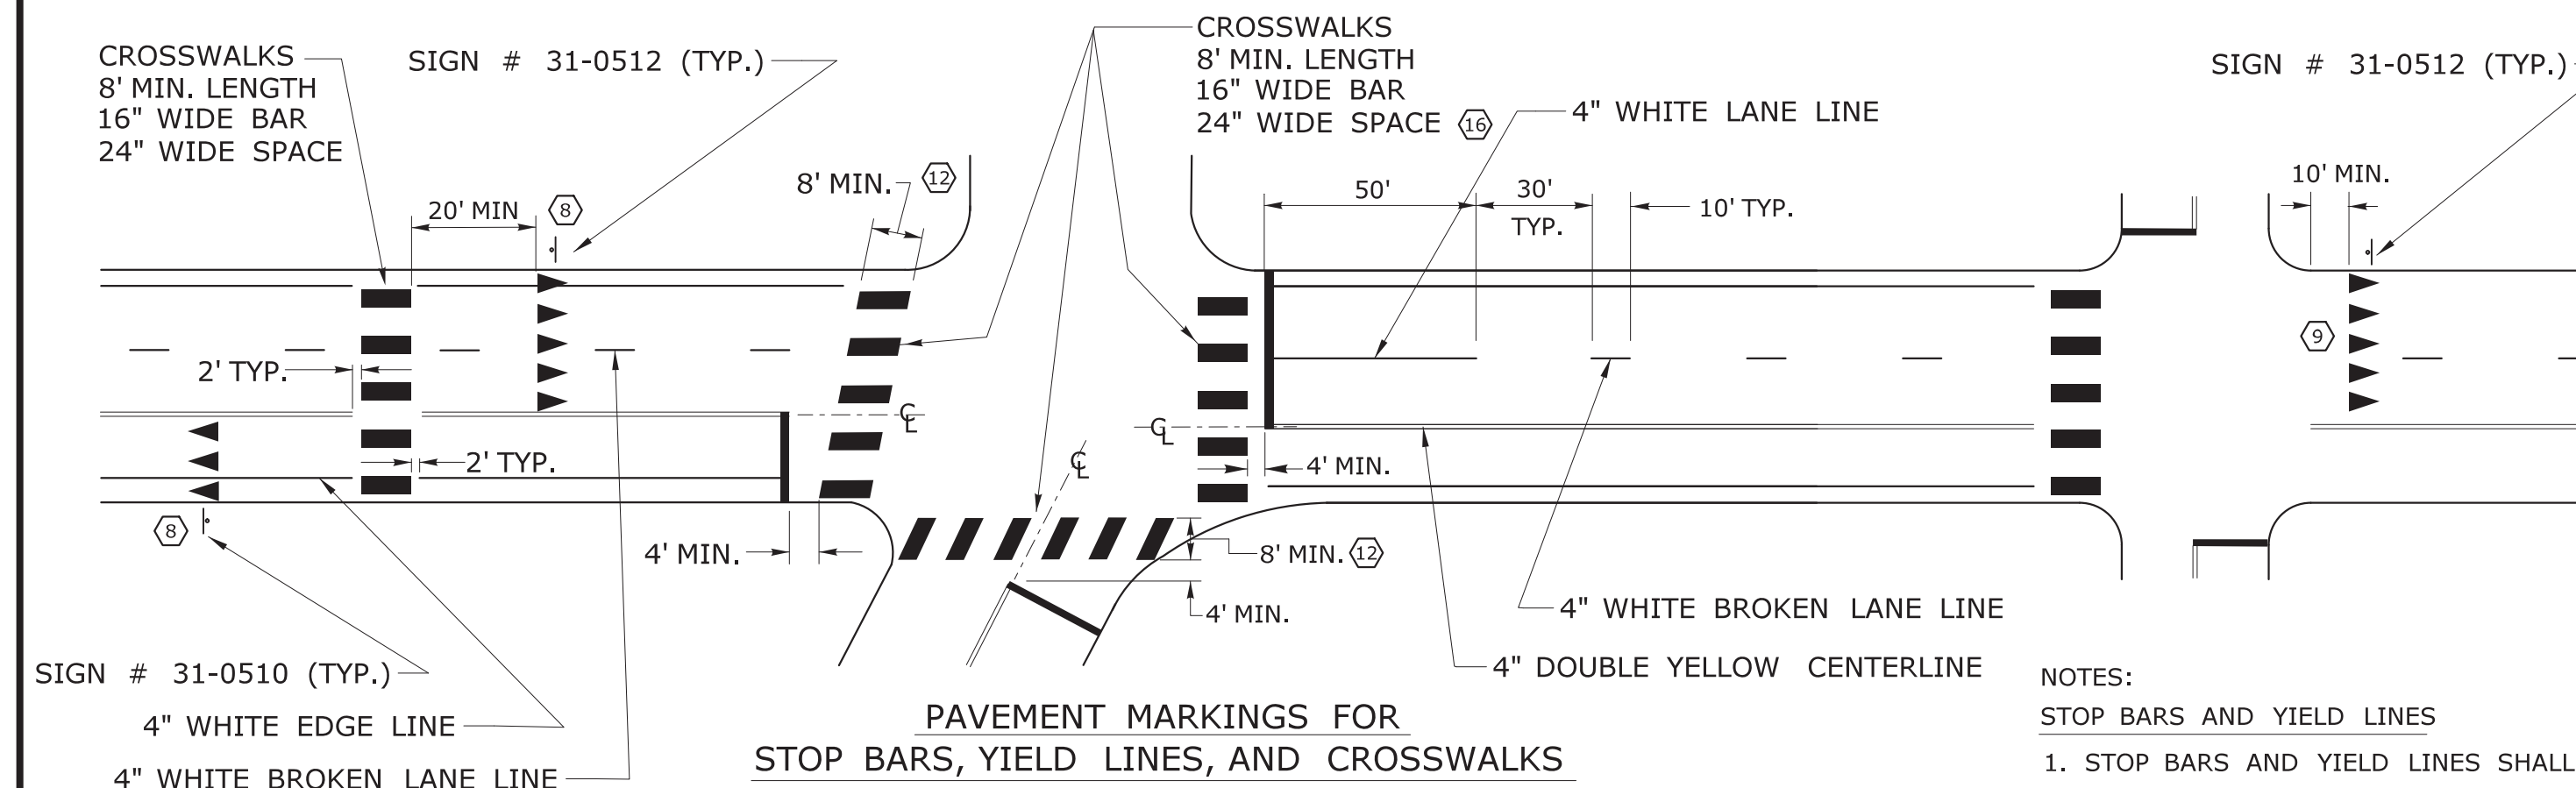 CROSSWALKS
8' MIN. LENGTH
16" WIDE BAR
24" WIDE SPACE
SIGN # 31-0512 (TYP.)
CROSSWALKS
8' MIN. LENGTH
16" WIDE BAR
24" WIDE SPACE 16
4" WHITE LANE LINE
SIGN # 31-0512 (TYP.)
20' MIN 8
8' MIN. 12
50'
30'
TYP.
10' TYP.
10' MIN.
9
2' TYP.
2' TYP.
CL
CL
CL
4' MIN.
8
4' MIN.
8' MIN. 12
4' MIN.
4" WHITE BROKEN LANE LINE
4" DOUBLE YELLOW CENTERLINE
SIGN # 31-0510 (TYP.)
4" WHITE EDGE LINE
4" WHITE BROKEN LANE LINE
PAVEMENT MARKINGS FOR
STOP BARS, YIELD LINES, AND CROSSWALKS
NOTES:
STOP BARS AND YIELD LINES
1. STOP BARS AND YIELD LINES SHALL